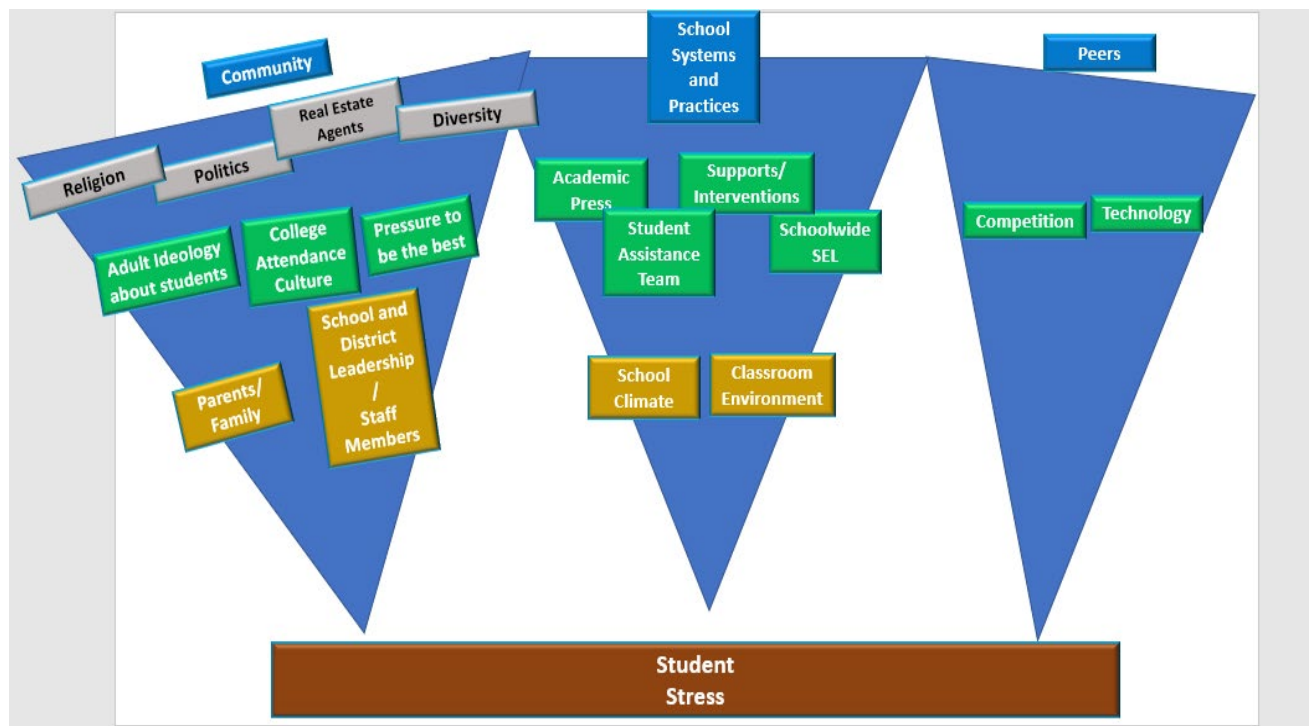 Community
Real Estate
Agents
Diversity
Politics
Religion
Adult Ideology
about students
College
Attendance
Culture
Pressure to
be the best
Parents/
Family
School and
District
Leadership
/
Staff
Members
School
Systems
and
Practices
Academic
Press
Supports/
Interventions
Student
Assistance
Team
Schoolwide
SEL
School
Climate
Classroom
Environment
Peers
Competition
Technology
Student
Stress